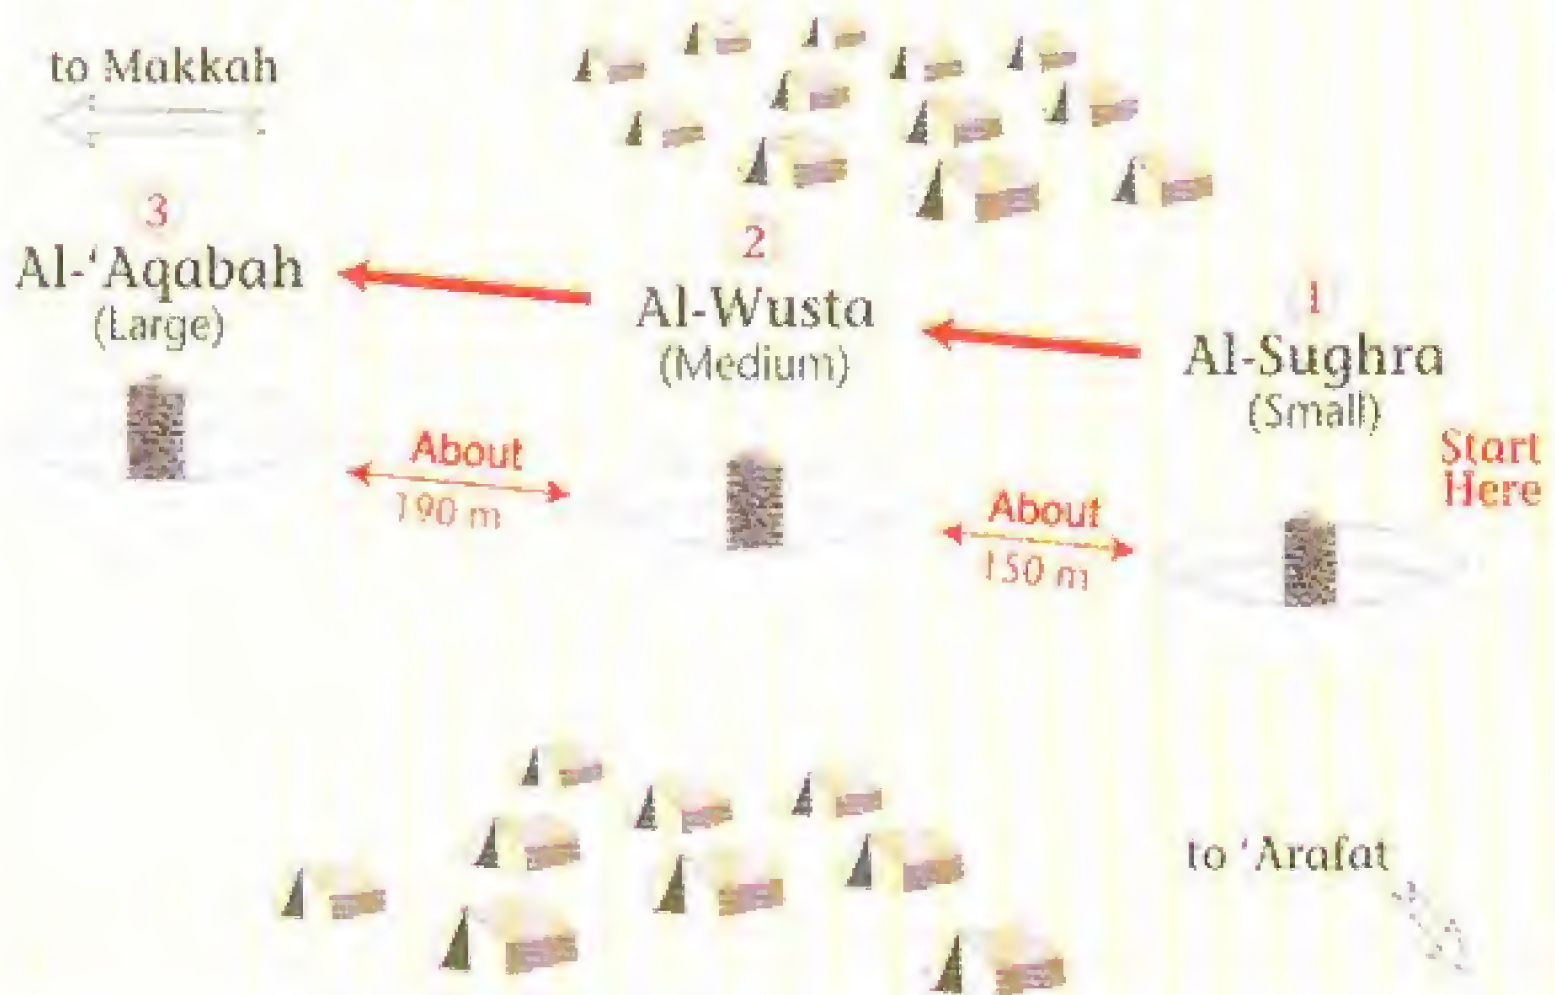 to Makkah
3
Al-‘Aqabah
(Large)
2
Al-Wusta
(Medium)
1
Al-Sughra
(Small)
Start
Here
About
190 m
About
150 m
to ‘Arafat